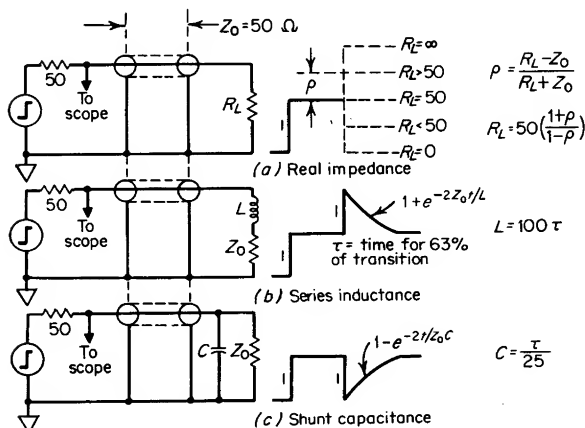 Z₀=50 Ω
50
To
scope
R_L
ρ
R_L=∞
R_L>50
R_L=50
R_L<50
R_L=0
1
ρ = (R_L−Z₀)/(R_L+Z₀)
R_L=50((1+ρ)/(1−ρ))
(a) Real impedance
50
To
scope
L
Z₀
1
1
1+e^(−2Z₀t/L)
τ= time for 63%
of transition
L=100 τ
(b) Series inductance
50
To
scope
C
Z₀
1
1
1−e^(−2t/Z₀C)
C=τ/25
(c) Shunt capacitance